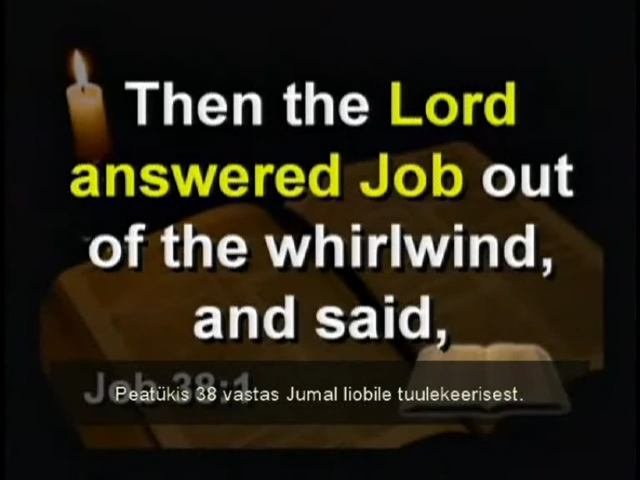 Then the Lord
answered Job out
of the whirlwind,
and said,
Job 38:1
Peatükis 38 vastas Jumal Iiobile tuulekeerisest.